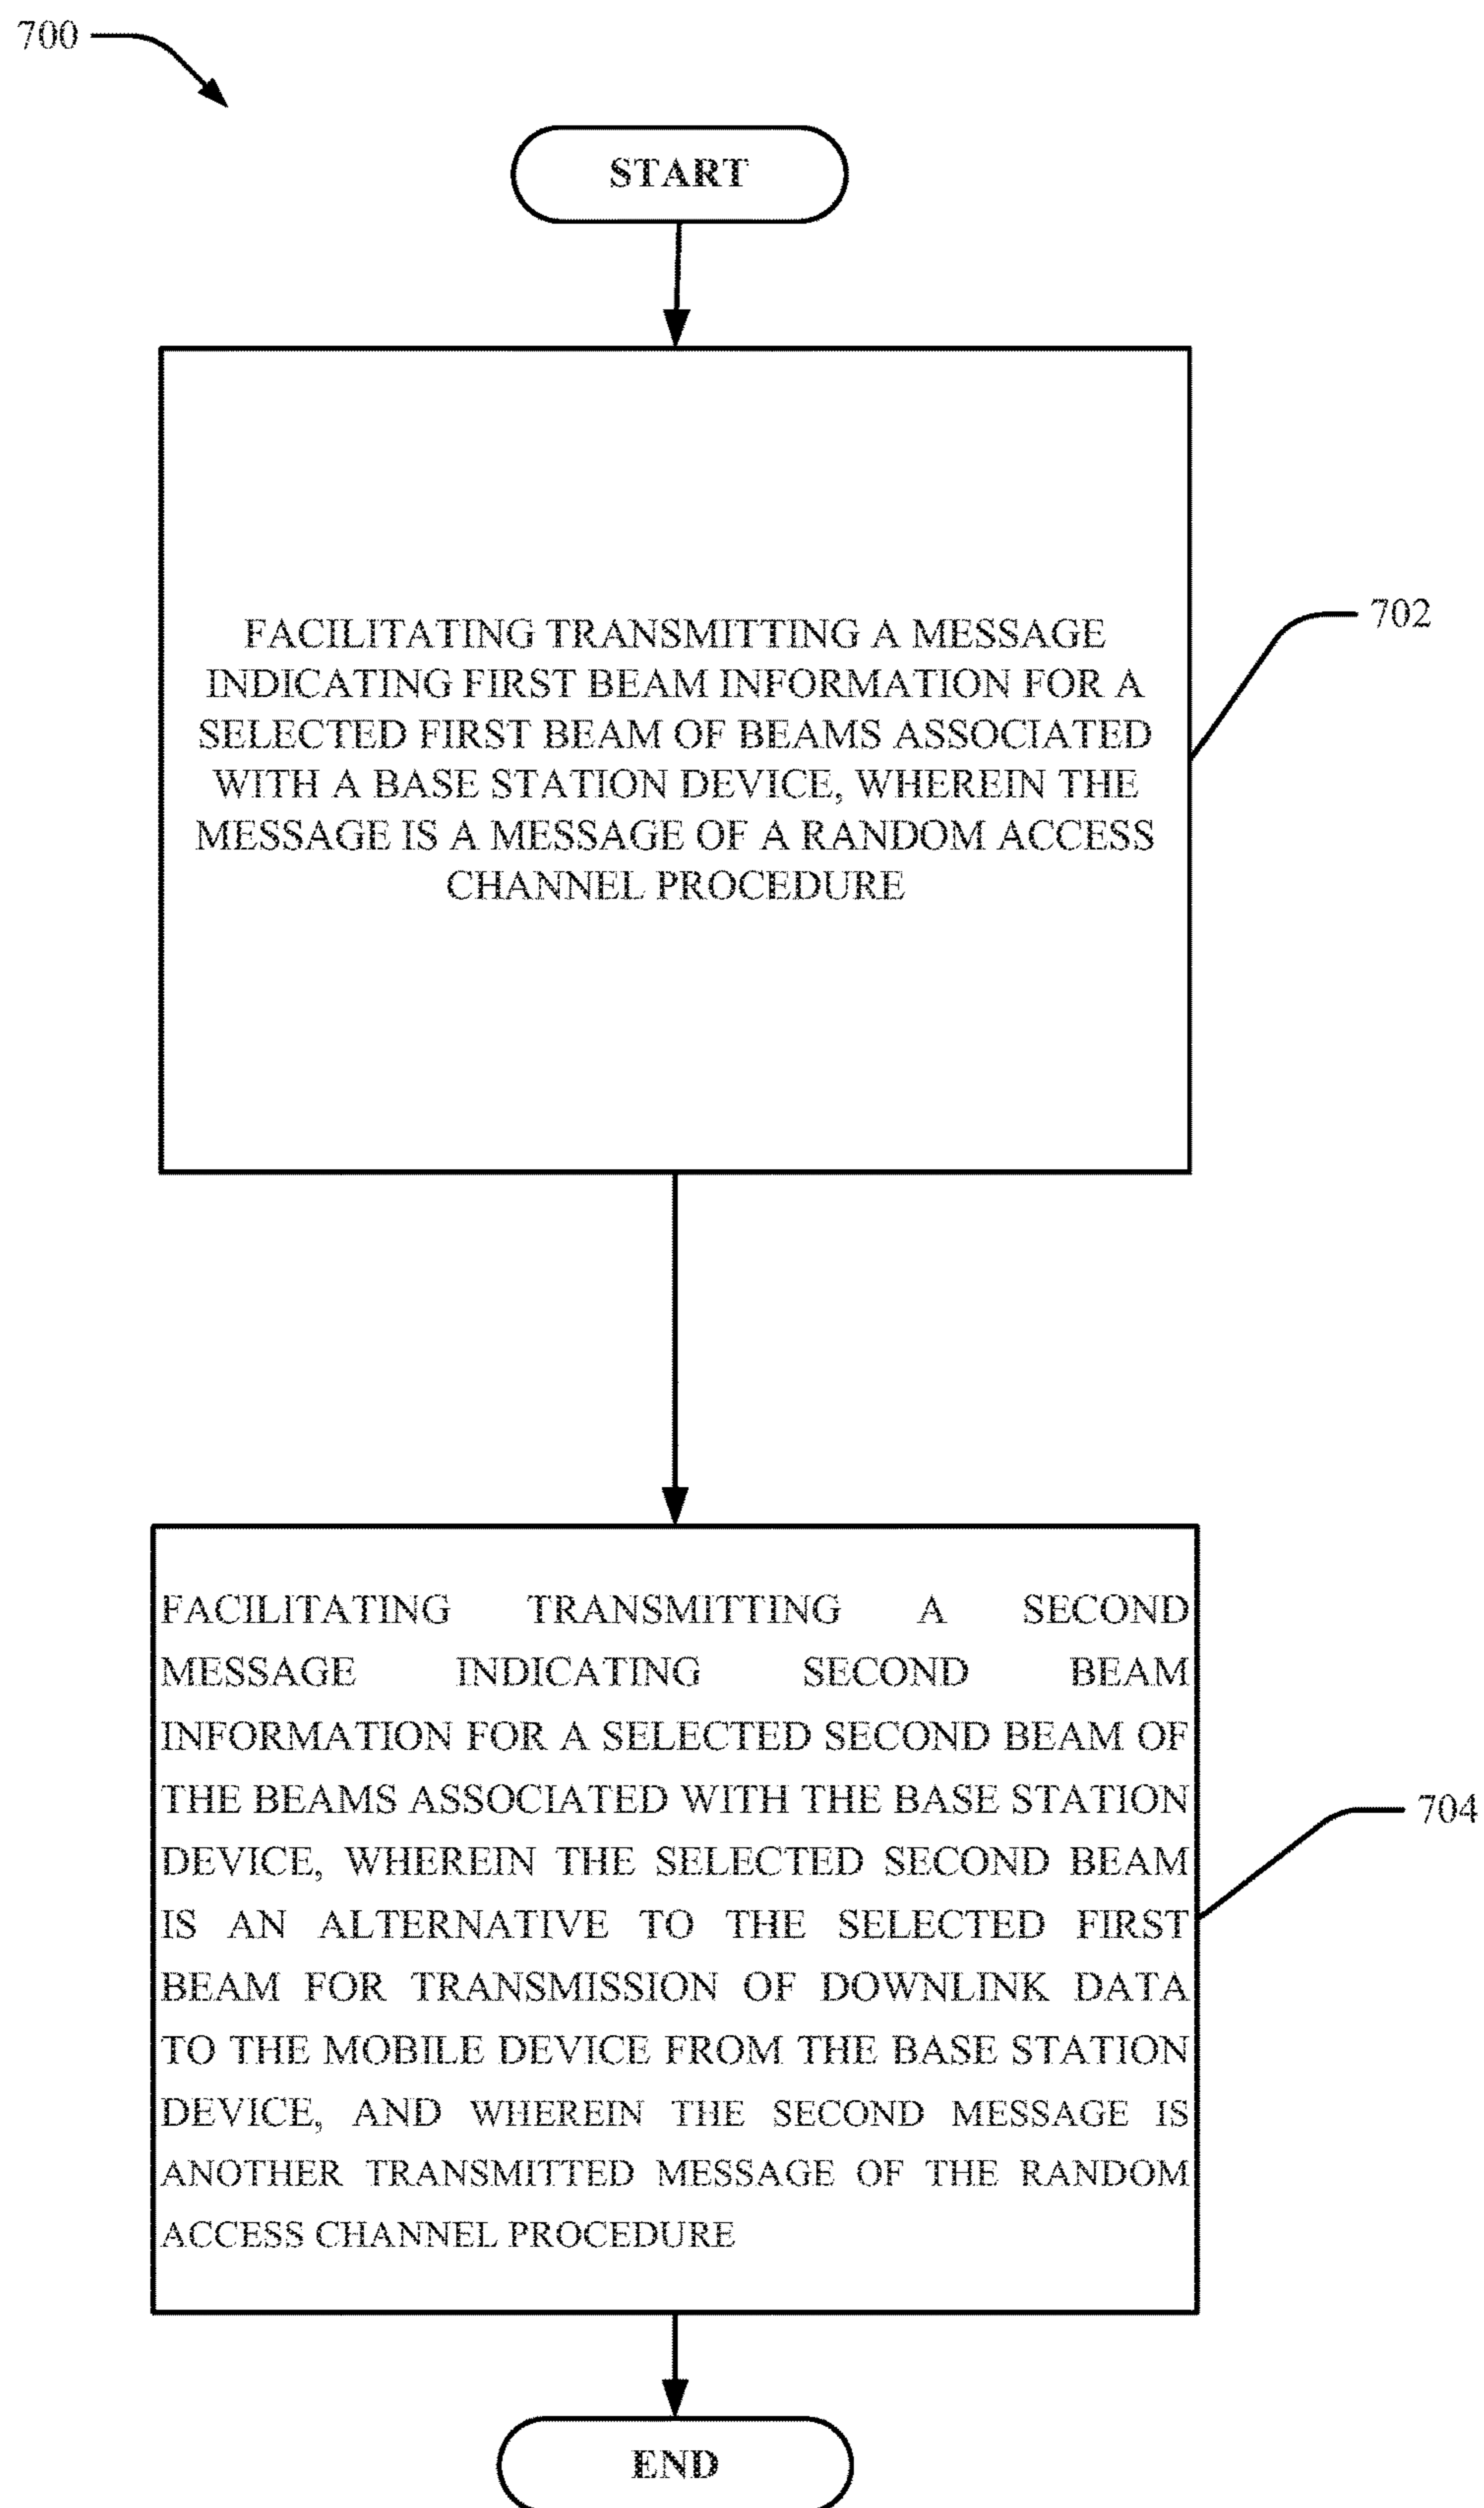 700
START
FACILITATING TRANSMITTING A MESSAGE
INDICATING FIRST BEAM INFORMATION FOR A
SELECTED FIRST BEAM OF BEAMS ASSOCIATED
WITH A BASE STATION DEVICE, WHEREIN THE
MESSAGE IS A MESSAGE OF A RANDOM ACCESS
CHANNEL PROCEDURE
702
FACILITATING TRANSMITTING A SECOND
MESSAGE INDICATING SECOND BEAM
INFORMATION FOR A SELECTED SECOND BEAM OF
THE BEAMS ASSOCIATED WITH THE BASE STATION
DEVICE, WHEREIN THE SELECTED SECOND BEAM
IS AN ALTERNATIVE TO THE SELECTED FIRST
BEAM FOR TRANSMISSION OF DOWNLINK DATA
TO THE MOBILE DEVICE FROM THE BASE STATION
DEVICE, AND WHEREIN THE SECOND MESSAGE IS
ANOTHER TRANSMITTED MESSAGE OF THE RANDOM
ACCESS CHANNEL PROCEDURE
704
END